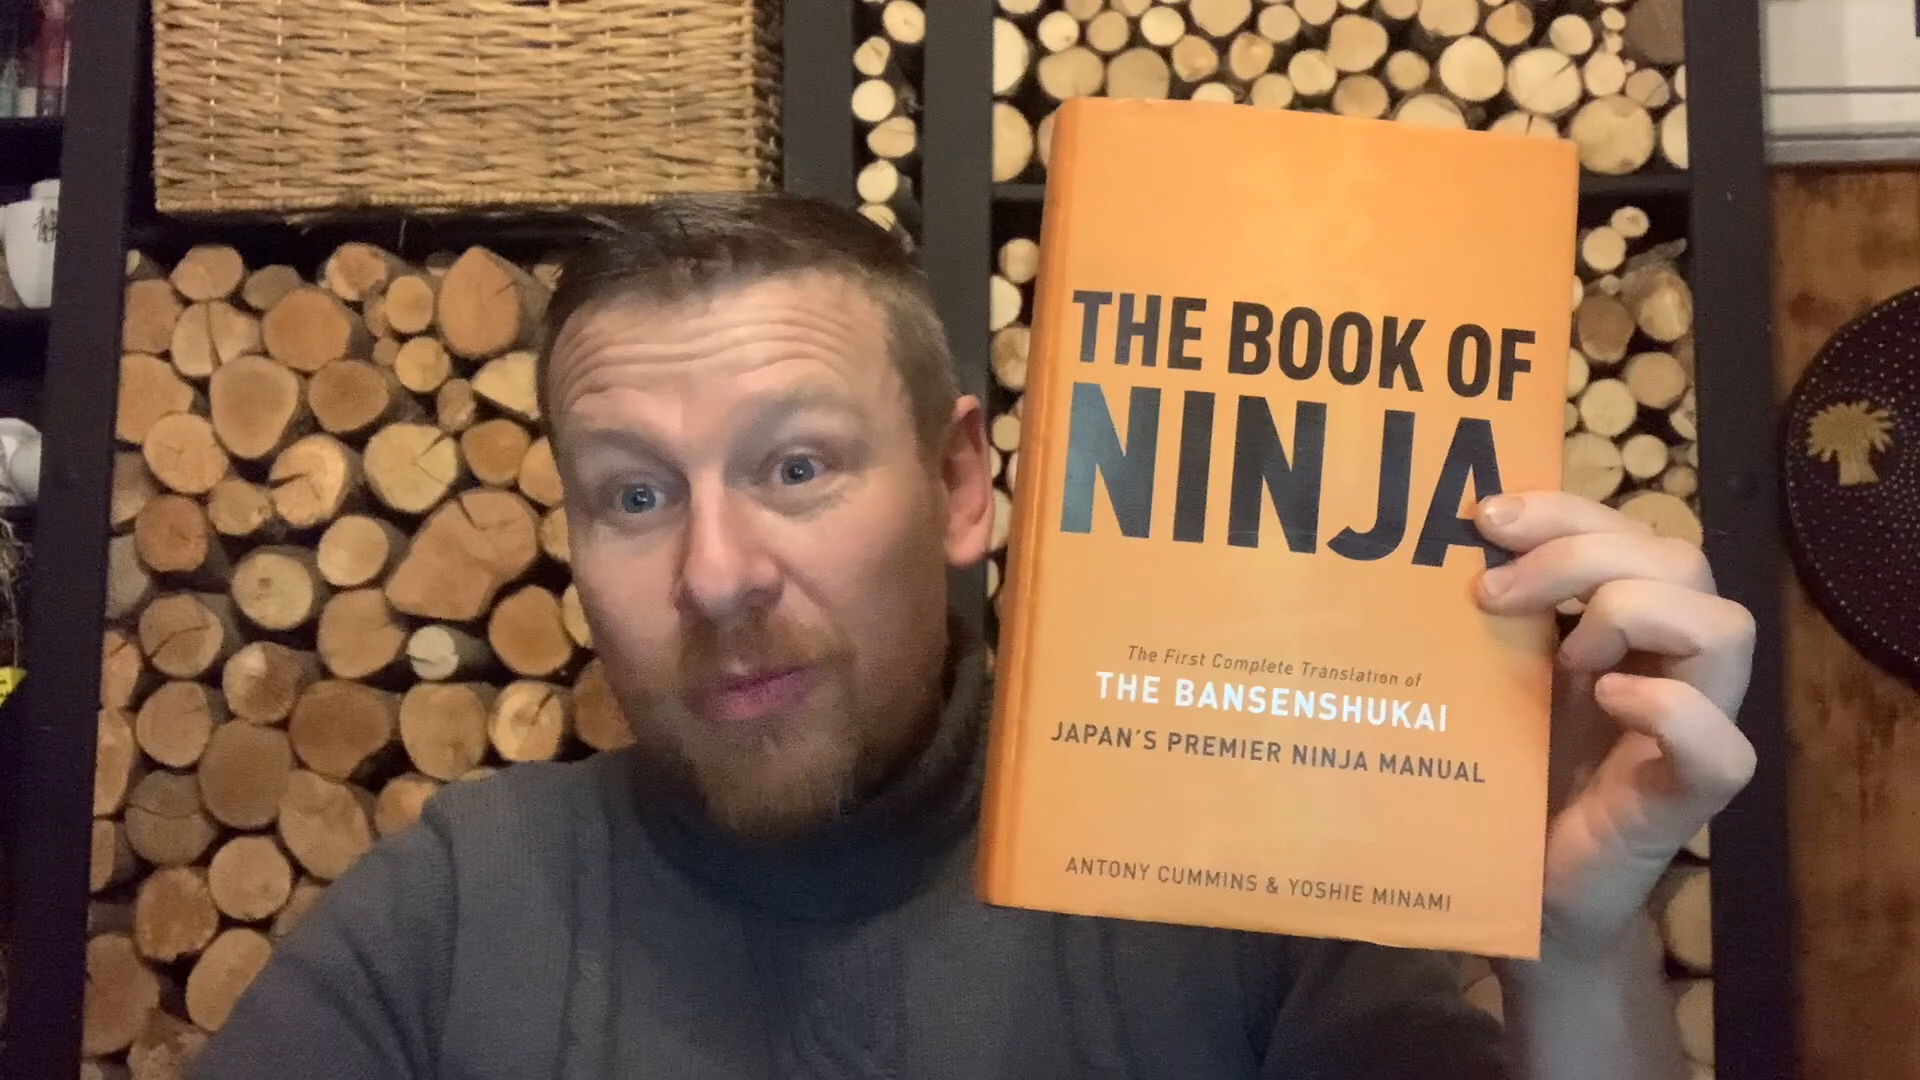 静
THE BOOK OF
NINJA
The First Complete Translation of
THE BANSENSHUKAI
JAPAN'S PREMIER NINJA MANUAL
ANTONY CUMMINS & YOSHIE MINAMI